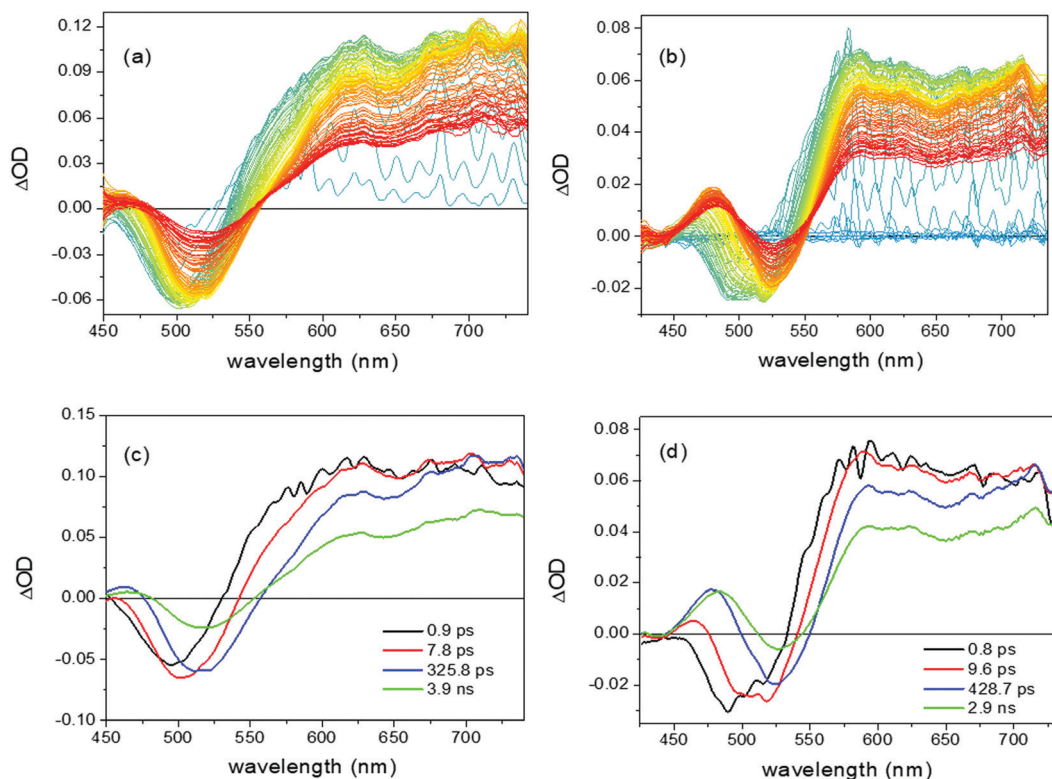 (a)
ΔOD
0.12
0.09
0.06
0.03
0.00
-0.03
-0.06
450 500 550 600 650 700
wavelength (nm)
(b)
ΔOD
0.08
0.06
0.04
0.02
0.00
-0.02
450 500 550 600 650 700
wavelength (nm)
(c)
ΔOD
0.15
0.10
0.05
0.00
-0.05
-0.10
450 500 550 600 650 700
wavelength (nm)
0.9 ps
7.8 ps
325.8 ps
3.9 ns
(d)
ΔOD
0.08
0.06
0.04
0.02
0.00
-0.02
450 500 550 600 650 700
wavelength (nm)
0.8 ps
9.6 ps
428.7 ps
2.9 ns